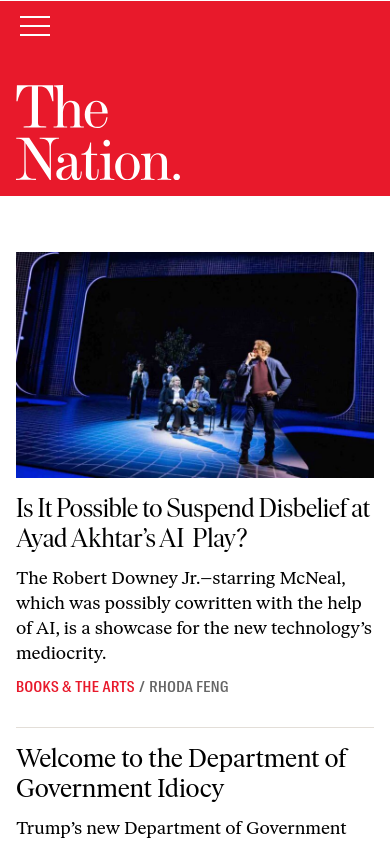 The
Nation.
Is It Possible to Suspend Disbelief at
Ayad Akhtar’s AI Play?
The Robert Downey Jr.–starring McNeal,
which was possibly cowritten with the help
of AI, is a showcase for the new technology’s
mediocrity.
BOOKS & THE ARTS / RHODA FENG
Welcome to the Department of
Government Idiocy
Trump’s new Department of Government